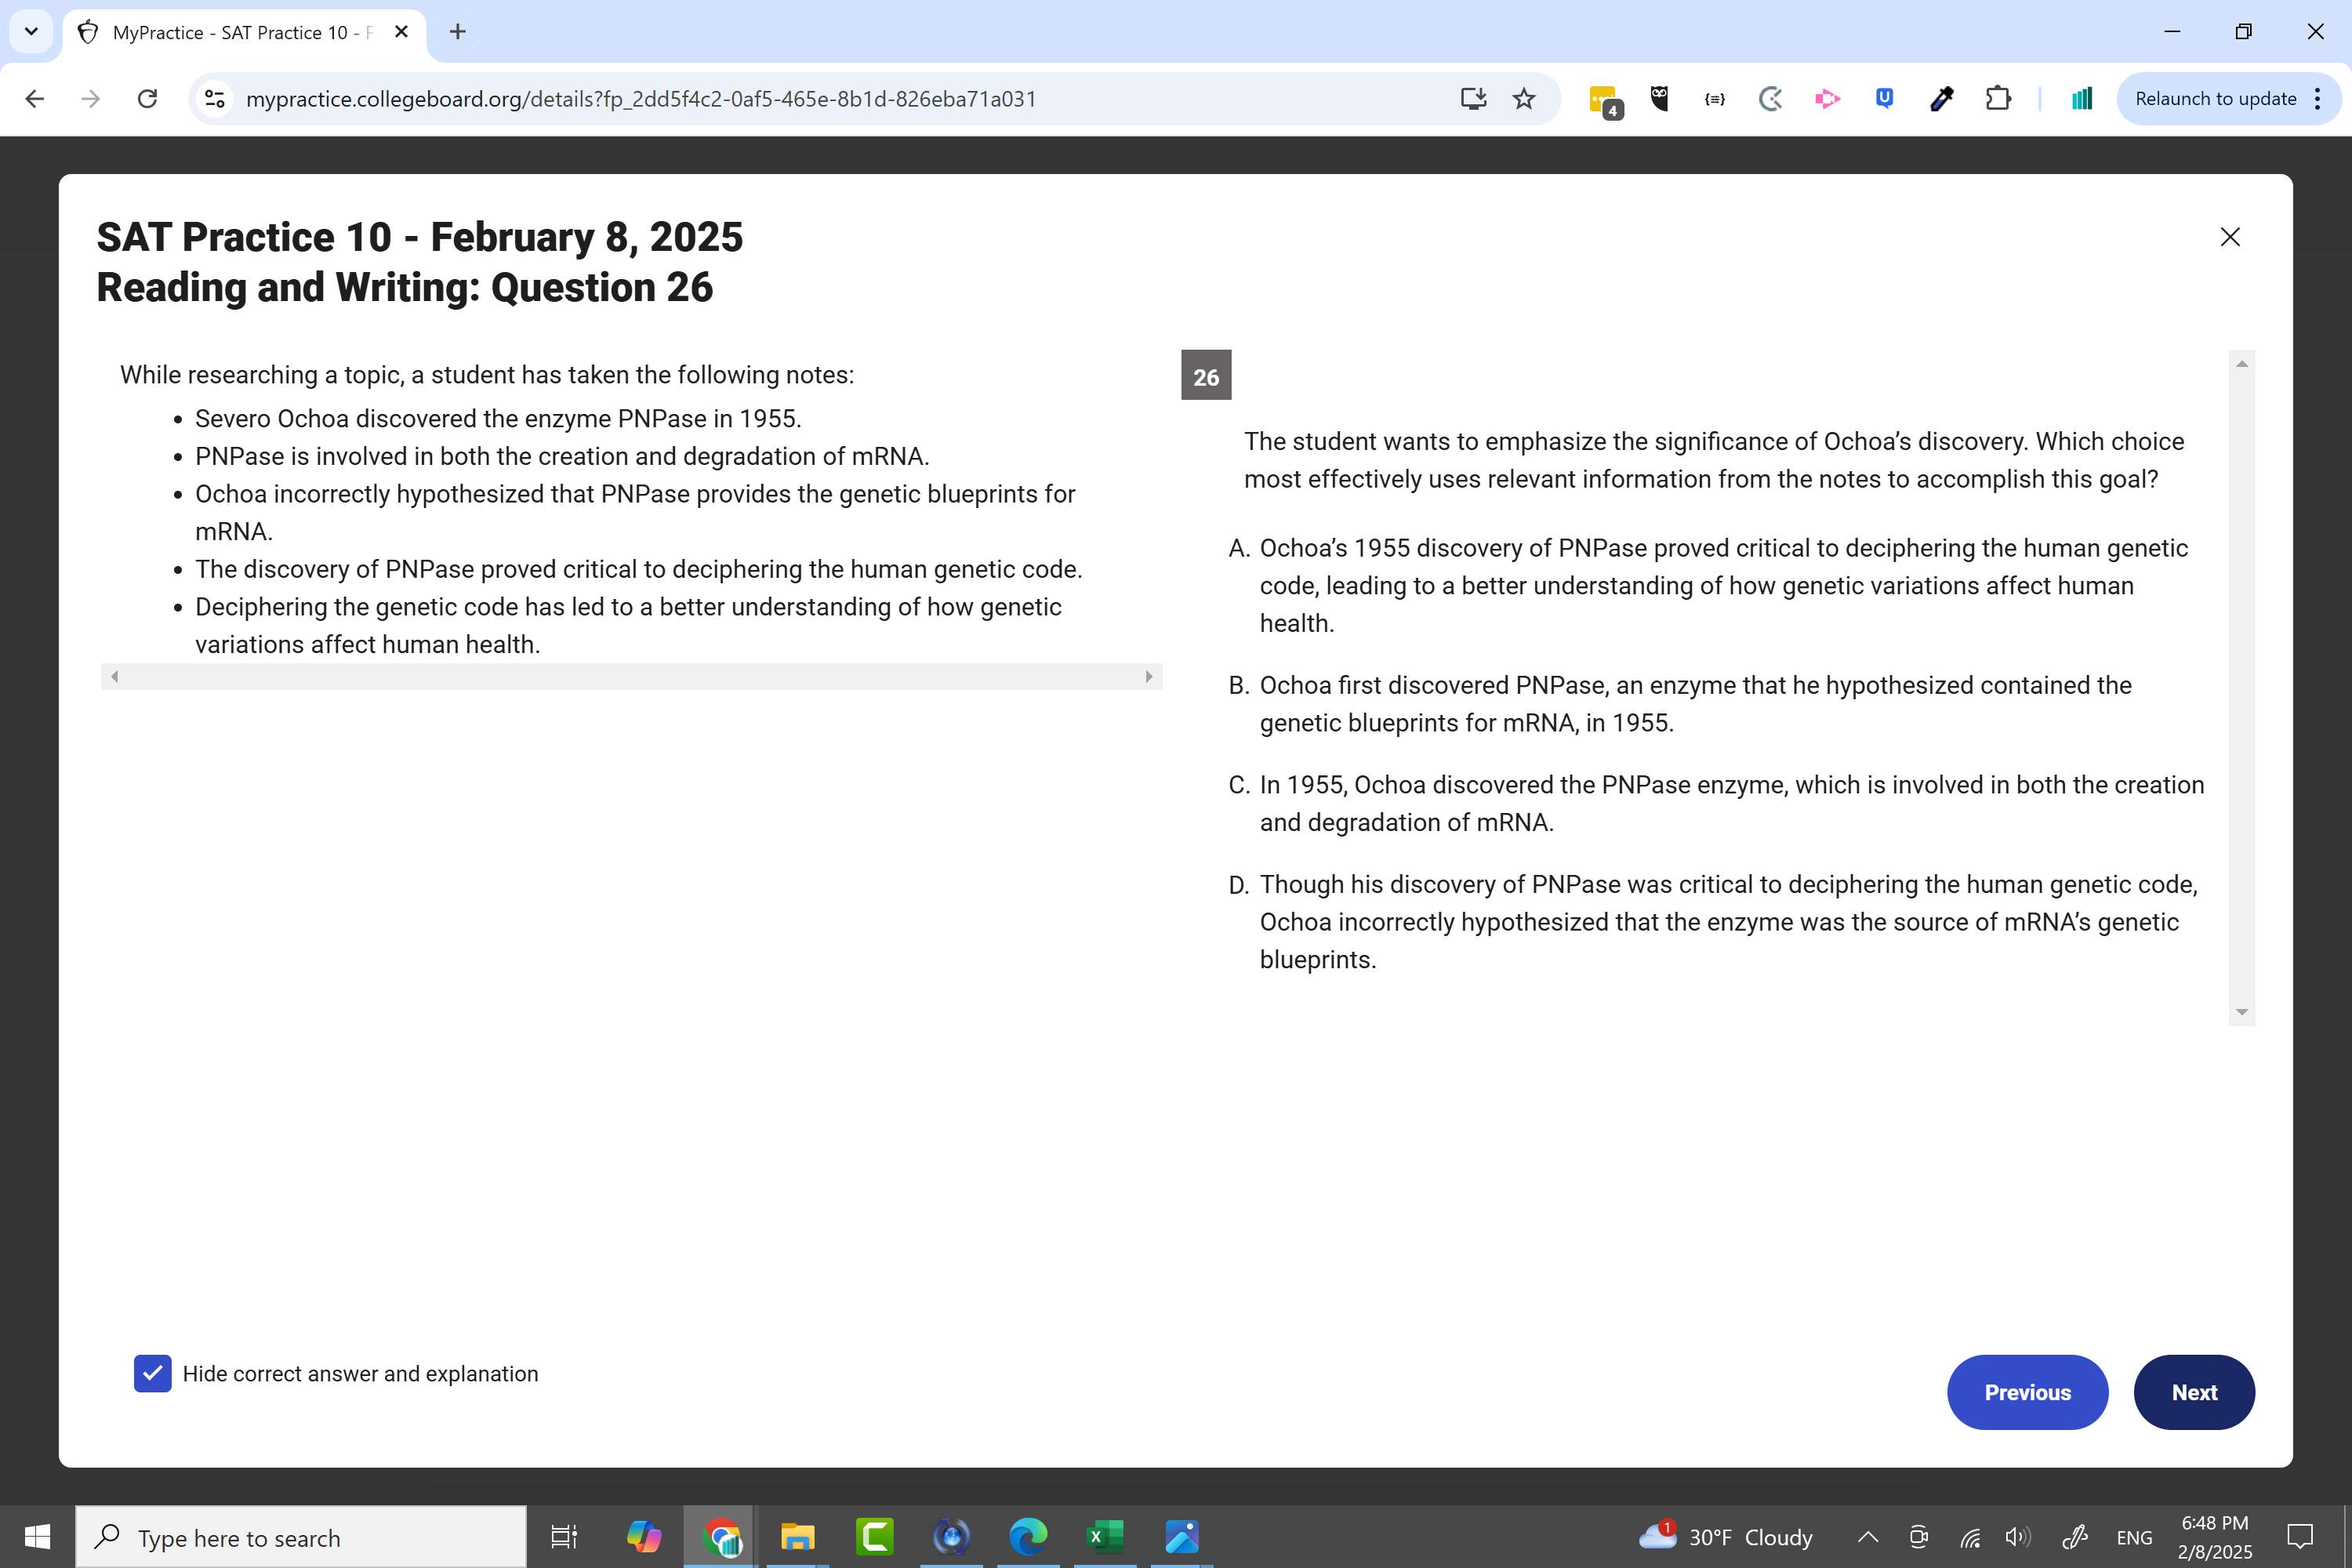 MyPractice - SAT Practice 10 - F
mypractice.collegeboard.org/details?fp_2dd5f4c2-0af5-465e-8b1d-826eba71a031
4
Relaunch to update
SAT Practice 10 - February 8, 2025
Reading and Writing: Question 26
While researching a topic, a student has taken the following notes:
• Severo Ochoa discovered the enzyme PNPase in 1955.
• PNPase is involved in both the creation and degradation of mRNA.
• Ochoa incorrectly hypothesized that PNPase provides the genetic blueprints for
mRNA.
• The discovery of PNPase proved critical to deciphering the human genetic code.
• Deciphering the genetic code has led to a better understanding of how genetic
variations affect human health.
26
The student wants to emphasize the significance of Ochoa’s discovery. Which choice
most effectively uses relevant information from the notes to accomplish this goal?
A. Ochoa’s 1955 discovery of PNPase proved critical to deciphering the human genetic
code, leading to a better understanding of how genetic variations affect human
health.
B. Ochoa first discovered PNPase, an enzyme that he hypothesized contained the
genetic blueprints for mRNA, in 1955.
C. In 1955, Ochoa discovered the PNPase enzyme, which is involved in both the creation
and degradation of mRNA.
D. Though his discovery of PNPase was critical to deciphering the human genetic code,
Ochoa incorrectly hypothesized that the enzyme was the source of mRNA’s genetic
blueprints.
Hide correct answer and explanation
Previous
Next
Type here to search
1
30°F Cloudy
ENG
6:48 PM
2/8/2025